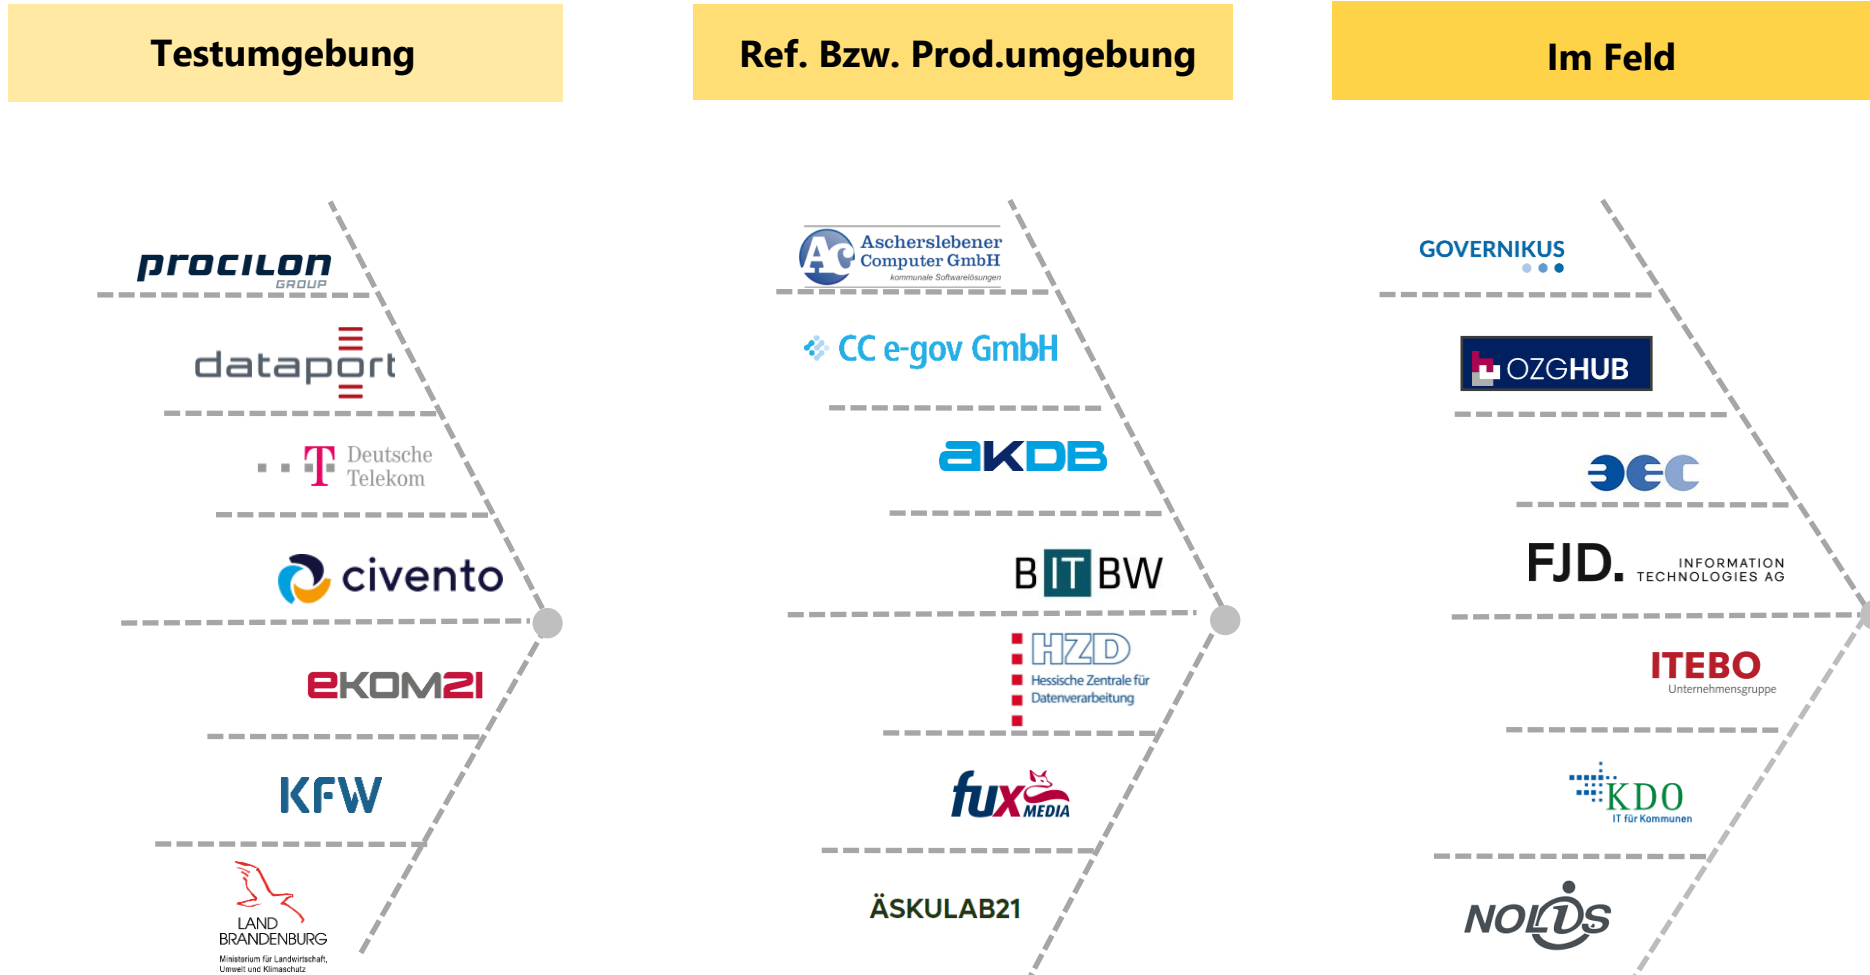 Testumgebung
Ref. Bzw. Prod.umgebung
Im Feld
procilon
GROUP
dataport
Deutsche
Telekom
civento
ekom21
KFW
LAND
BRANDENBURG
Ministerium für Landwirtschaft,
Umwelt und Klimaschutz
Ac
Ascherslebener
Computer GmbH
kommunale Softwarelösungen
CC e-gov GmbH
AKDB
BITBW
HZD
Hessische Zentrale für
Datenverarbeitung
fux
MEDIA
ÄSKULAB21
GOVERNIKUS
OZGHUB
FJD.
INFORMATION
TECHNOLOGIES AG
ITEBO
Unternehmensgruppe
KDO
IT für Kommunen
NOLIS